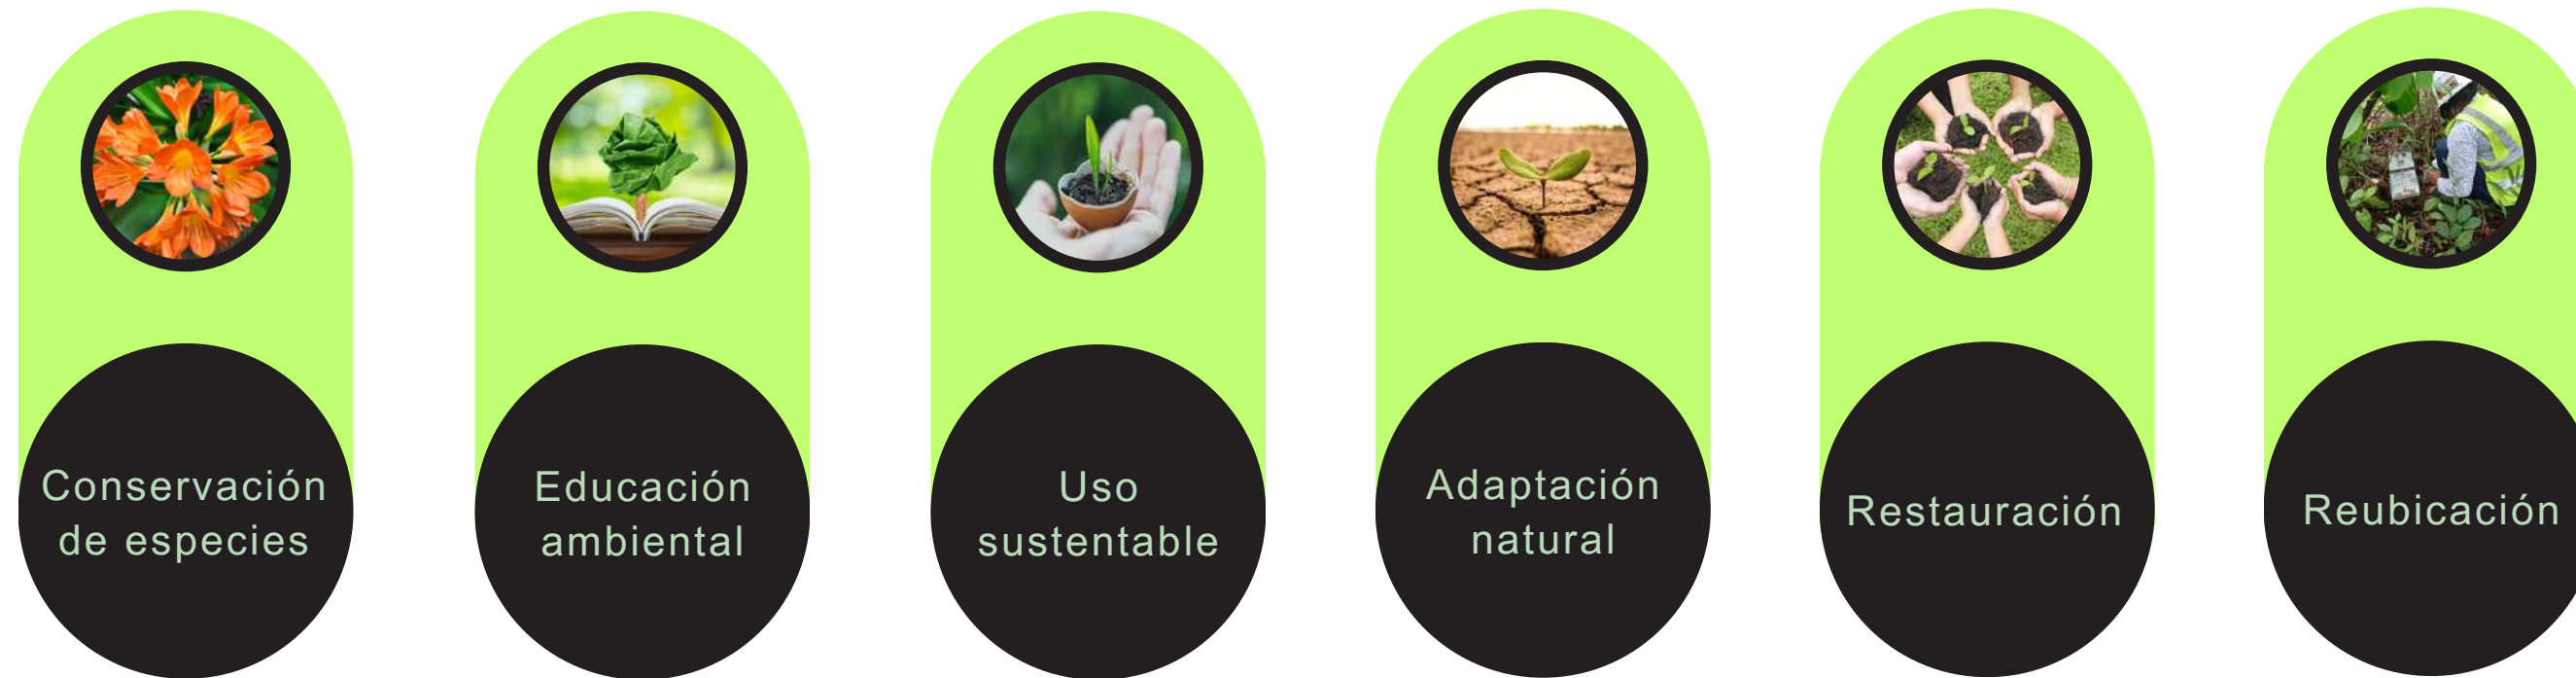 Conservación
de especies
Educación
ambiental
Uso
sustentable
Adaptación
natural
Restauración
Reubicación